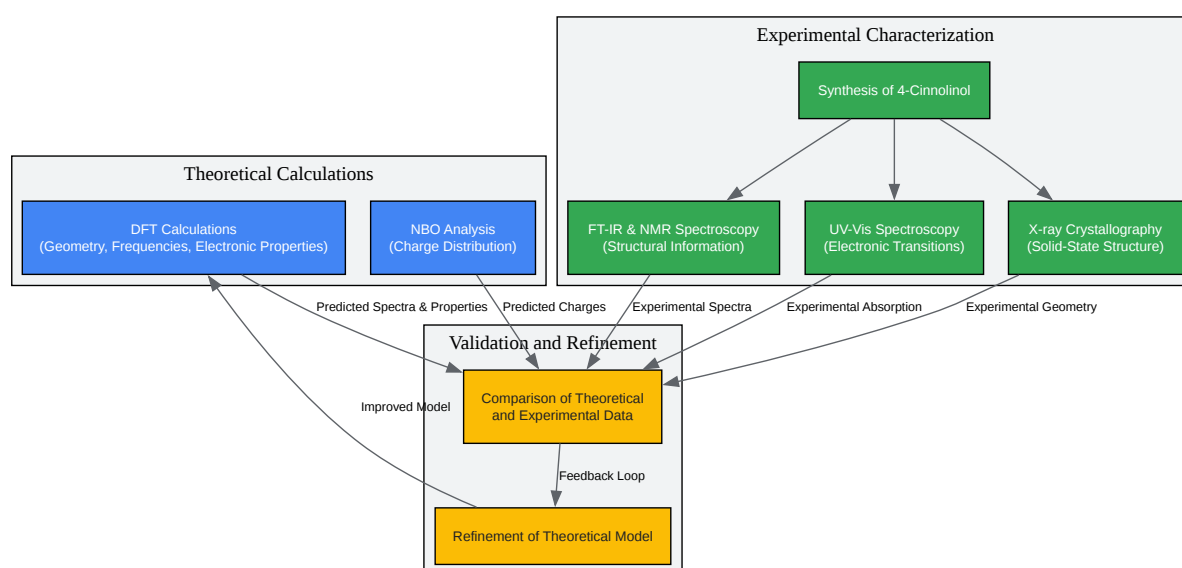 Experimental Characterization
Synthesis of 4-Cinnolinol
Theoretical Calculations
DFT Calculations
(Geometry, Frequencies, Electronic Properties)
NBO Analysis
(Charge Distribution)
FT-IR & NMR Spectroscopy
(Structural Information)
UV-Vis Spectroscopy
(Electronic Transitions)
X-ray Crystallography
(Solid-State Structure)
Predicted Spectra & Properties
Predicted Charges
Experimental Spectra
Experimental Absorption
Experimental Geometry
Validation and Refinement
Comparison of Theoretical
and Experimental Data
Improved Model
Feedback Loop
Refinement of Theoretical Model